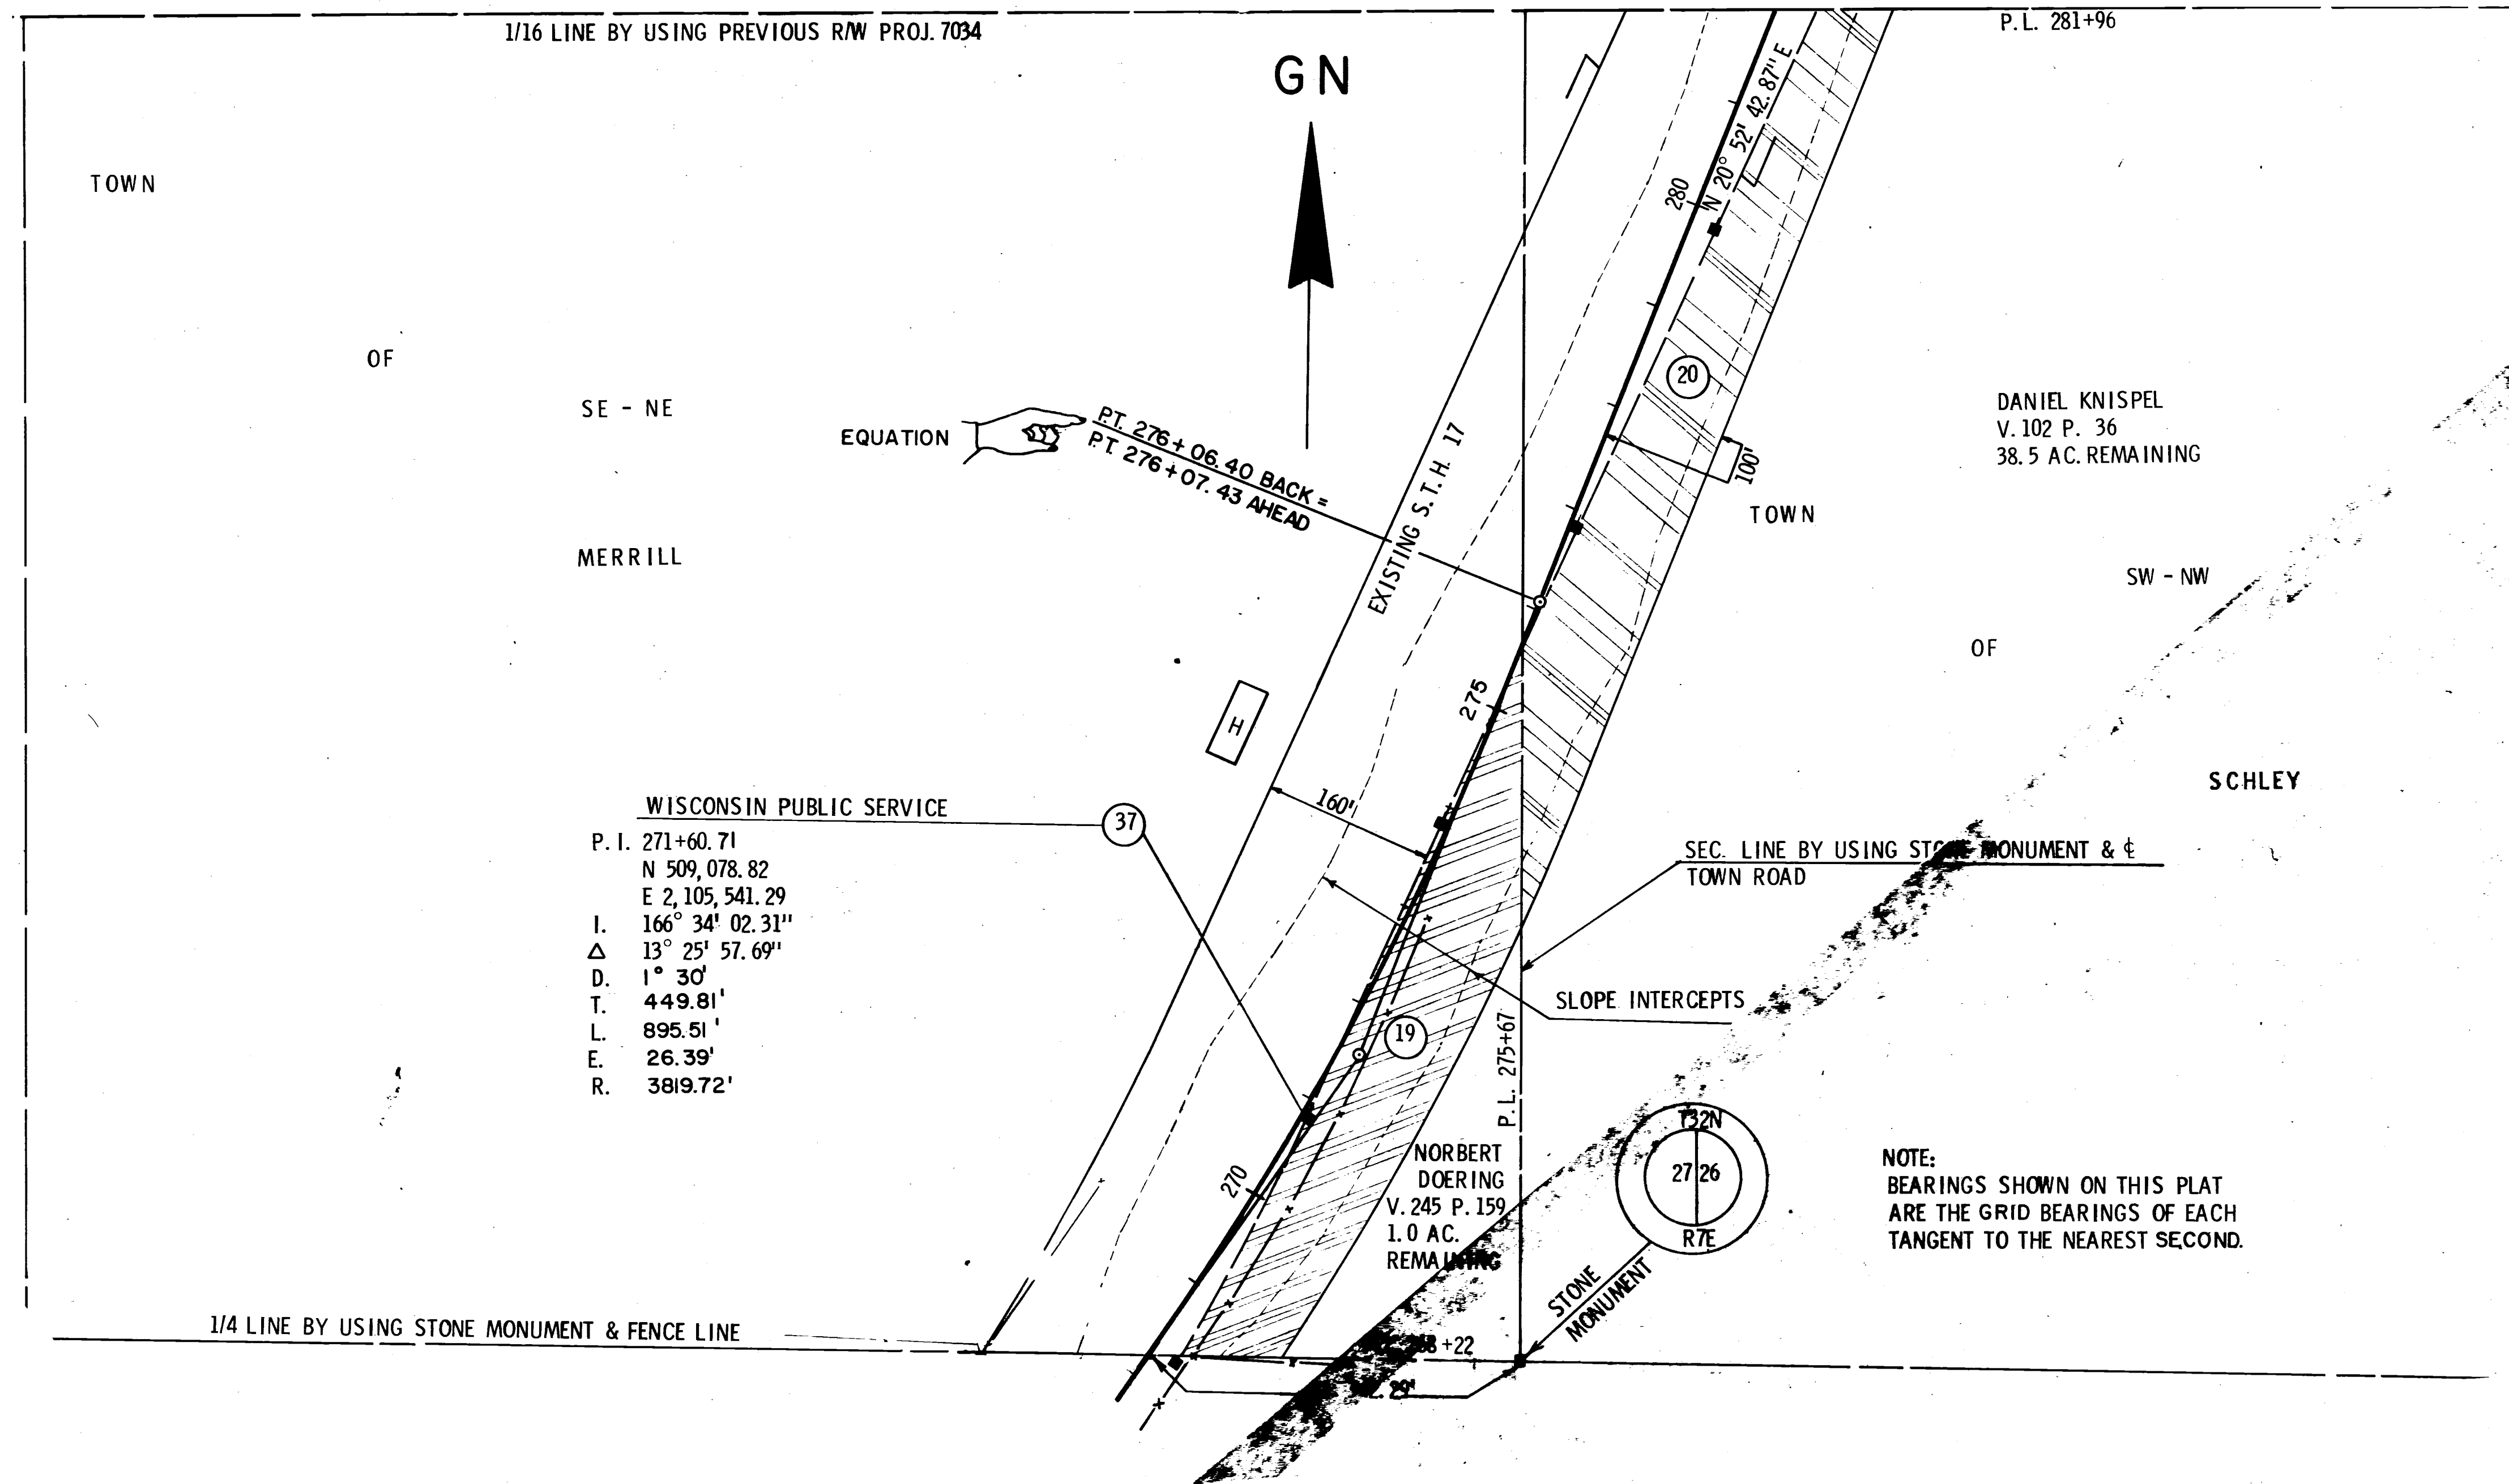 1/16 LINE BY USING PREVIOUS R/W PROJ. 7034
P.L. 281+96
GN
TOWN
OF
SE - NE
MERRILL
EQUATION
P.T. 276+06.40 BACK =
P.T. 276+07.43 AHEAD
EXISTING S.T.H. 17
N 20° 52' 42.87" E
280
20
100'
DANIEL KNISPEL
V. 102 P. 36
38.5 AC. REMAINING
TOWN
SW - NW
OF
SCHLEY
275
H
160'
WISCONSIN PUBLIC SERVICE
37
P.I. 271+60.71
N 509,078.82
E 2,105,541.29
I. 166° 34' 02.31"
△ 13° 25' 57.69"
D. 1° 30'
T. 449.81'
L. 895.51'
E. 26.39'
R. 3819.72'
SEC. LINE BY USING STONE MONUMENT & ℄
TOWN ROAD
SLOPE INTERCEPTS
19
P.L. 275+67
270
NORBERT
DOERING
V. 245 P. 159
1.0 AC.
REMAINING
T32N
27 26
R7E
STONE
MONUMENT
NOTE:
BEARINGS SHOWN ON THIS PLAT
ARE THE GRID BEARINGS OF EACH
TANGENT TO THE NEAREST SECOND.
1/4 LINE BY USING STONE MONUMENT & FENCE LINE
+22